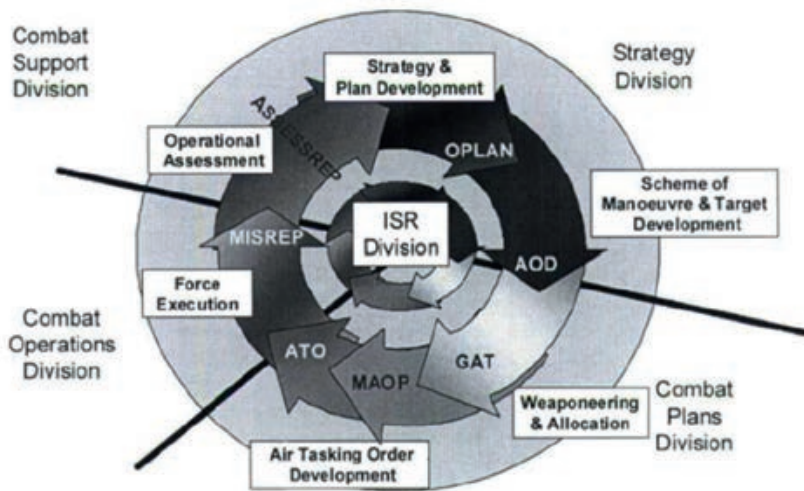 Combat
Support
Division
Strategy &
Plan Development
Strategy
Division
Operational
Assessment
ASSESSREP
OPLAN
Scheme of
Manoeuvre & Target
Development
ISR
Division
MISREP
AOD
Force
Execution
Combat
Operations
Division
ATO
MAOP
GAT
Weaponeering
& Allocation
Combat
Plans
Division
Air Tasking Order
Development